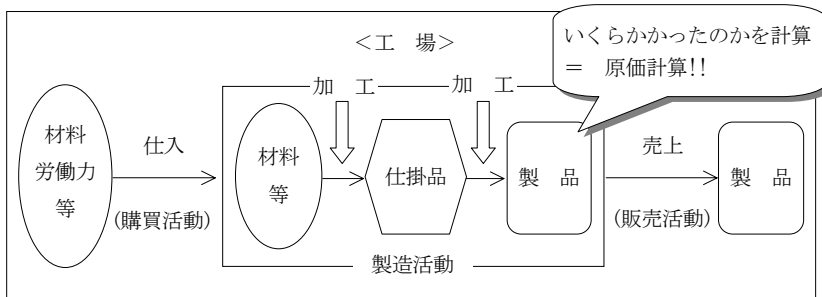 <工　場>
いくらかかったのかを計算
＝　原価計算!!
加　工
加　工
材料
労働力
等
仕入
(購買活動)
材料
等
仕掛品
製　品
売上
(販売活動)
製　品
製造活動